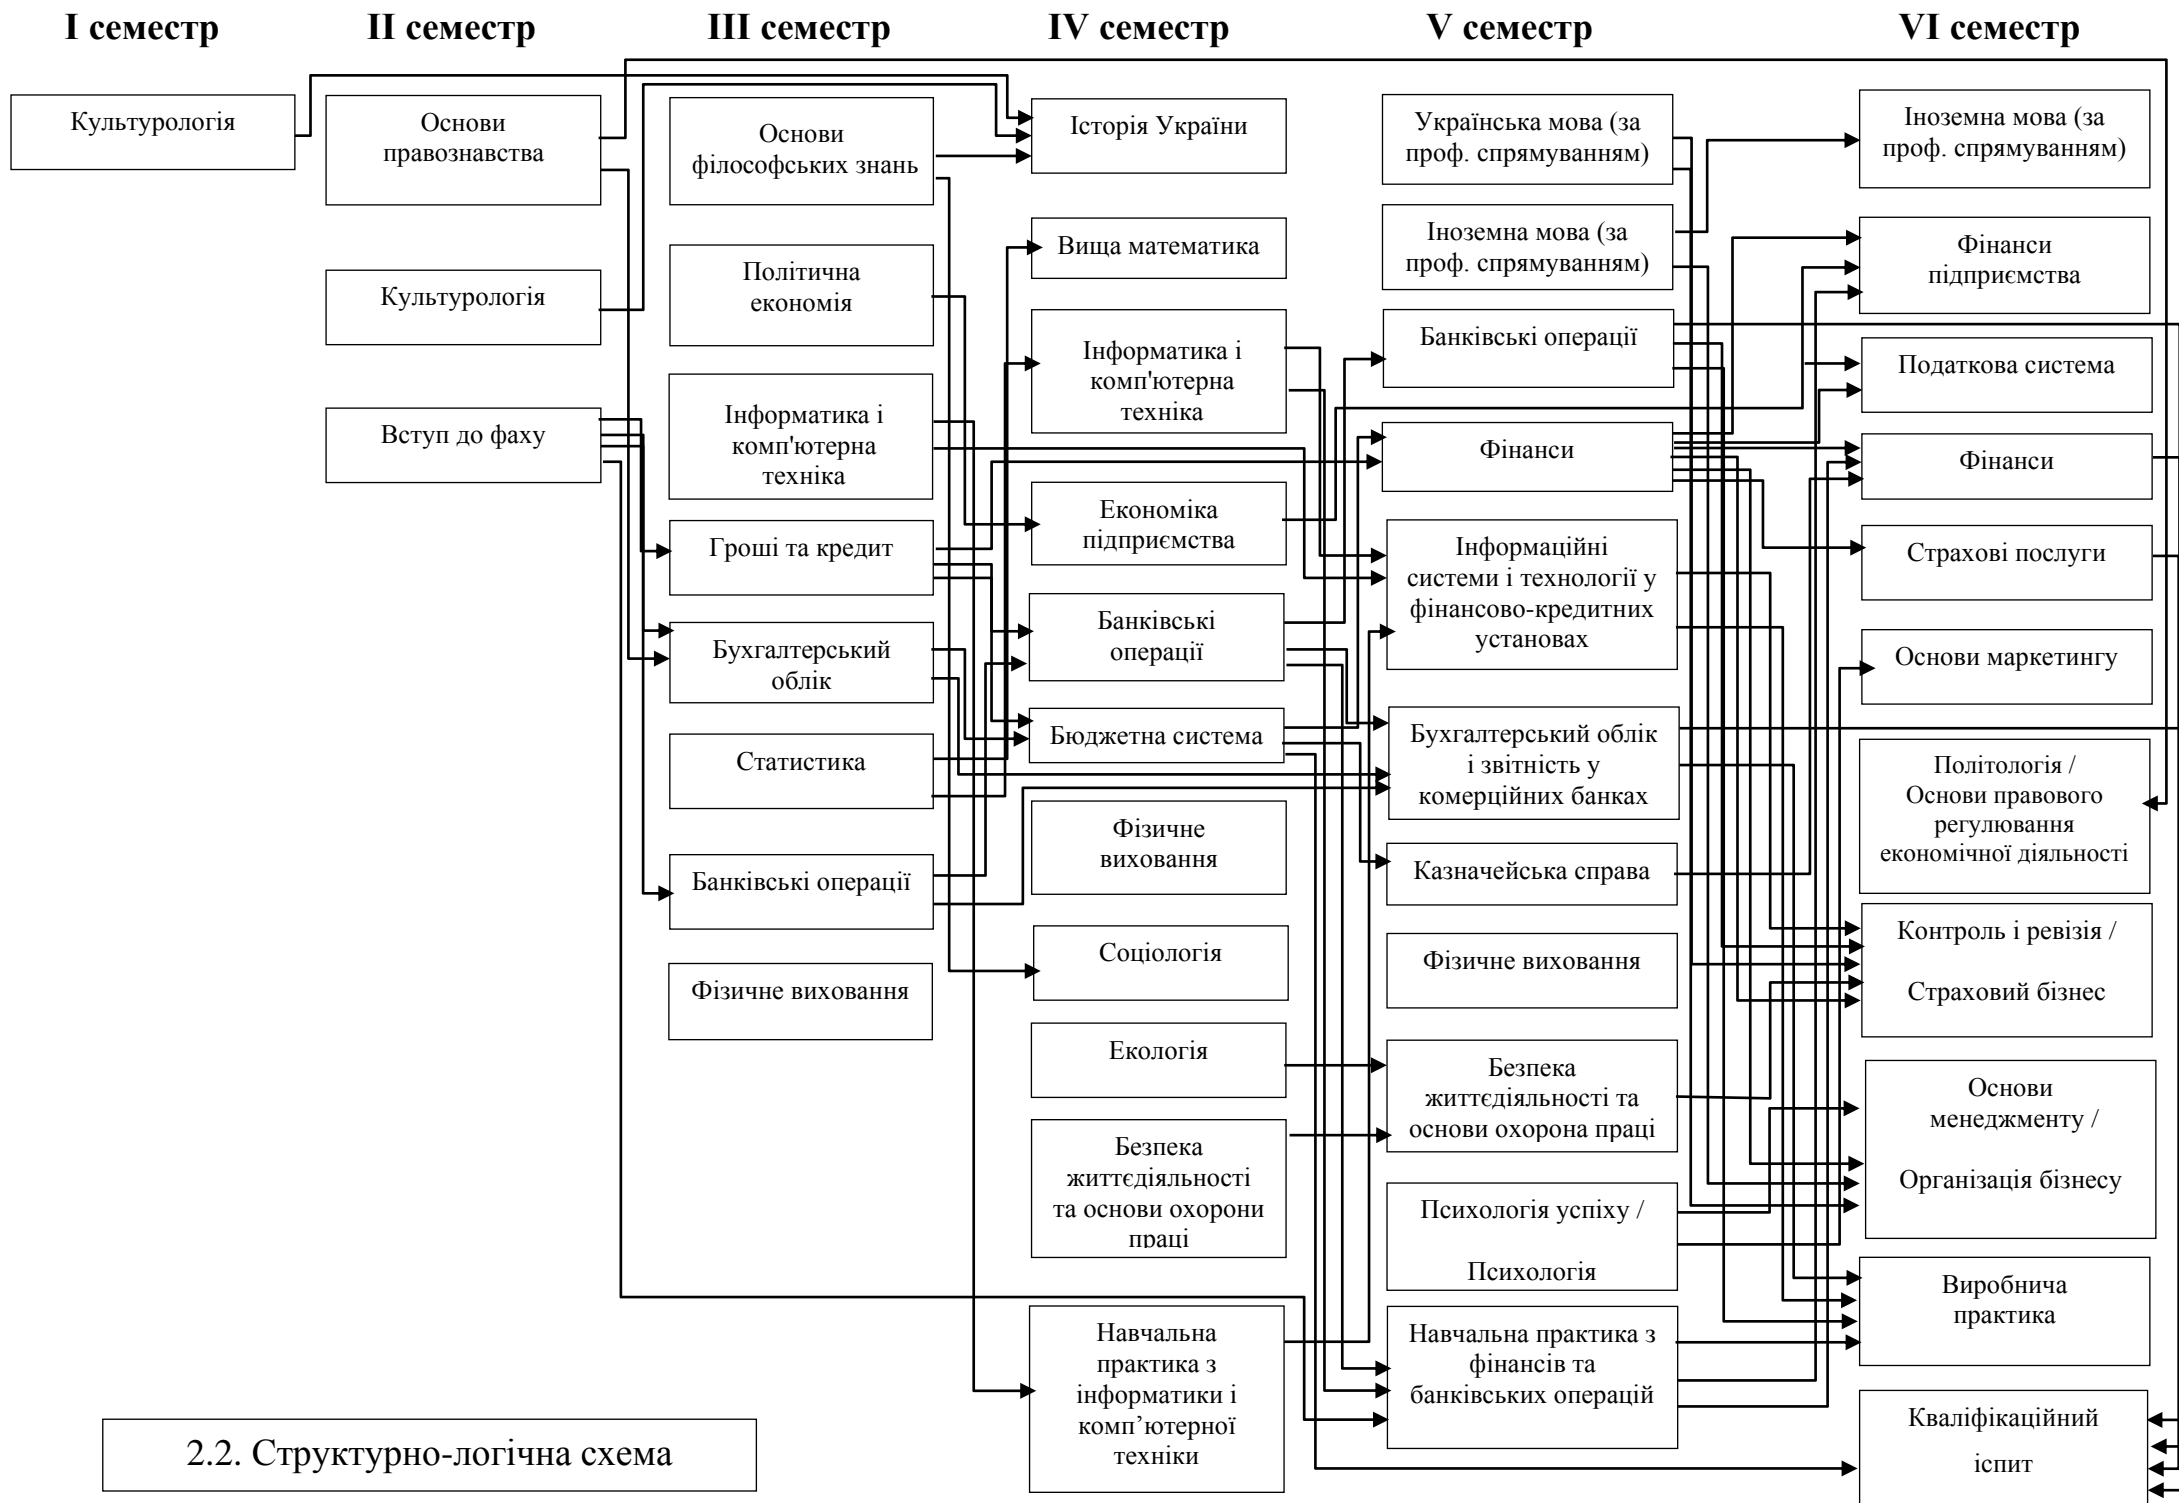 I семестр
II семестр
III семестр
IV семестр
V семестр
VI семестр
Культурологія
Основи
правознавства
Культурологія
Вступ до фаху
Основи
філософських знань
Політична
економія
Інформатика і
комп'ютерна
техніка
Гроші та кредит
Бухгалтерський
облік
Статистика
Банківські операції
Фізичне виховання
Історія України
Вища математика
Інформатика і
комп'ютерна
техніка
Економіка
підприємства
Банківські
операції
Бюджетна система
Фізичне
виховання
Соціологія
Екологія
Безпека
життєдіяльності
та основи охорони
праці
Навчальна
практика з
інформатики і
комп’ютерної
техніки
Українська мова (за
проф. спрямуванням)
Іноземна мова (за
проф. спрямуванням)
Банківські операції
Фінанси
Інформаційні
системи і технології у
фінансово-кредитних
установах
Бухгалтерський облік
і звітність у
комерційних банках
Казначейська справа
Фізичне виховання
Безпека
життєдіяльності та
основи охорона праці
Психологія успіху /
Психологія
Навчальна практика з
фінансів та
банківських операцій
Іноземна мова (за
проф. спрямуванням)
Фінанси
підприємства
Податкова система
Фінанси
Страхові послуги
Основи маркетингу
Політологія /
Основи правового
регулювання
економічної діяльності
Контроль і ревізія /
Страховий бізнес
Основи
менеджменту /
Організація бізнесу
Виробнича
практика
Кваліфікаційний
іспит
2.2. Структурно-логічна схема